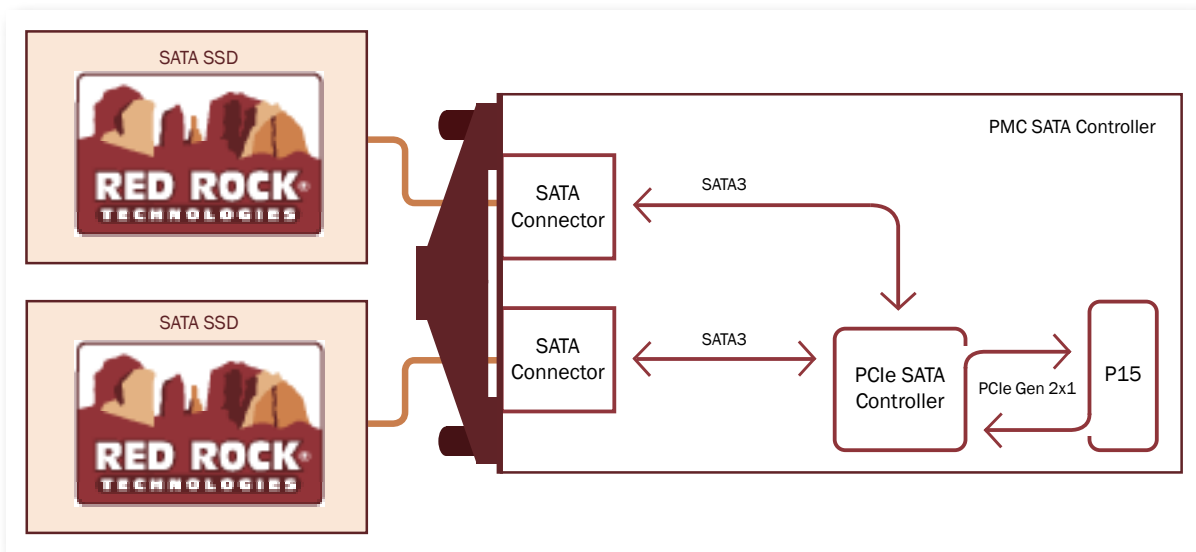 SATA SSD
RED ROCK®
TECHNOLOGIES
SATA SSD
RED ROCK®
TECHNOLOGIES
PMC SATA Controller
SATA
Connector
SATA3
SATA
Connector
SATA3
PCIe SATA
Controller
PCIe Gen 2x1
P15